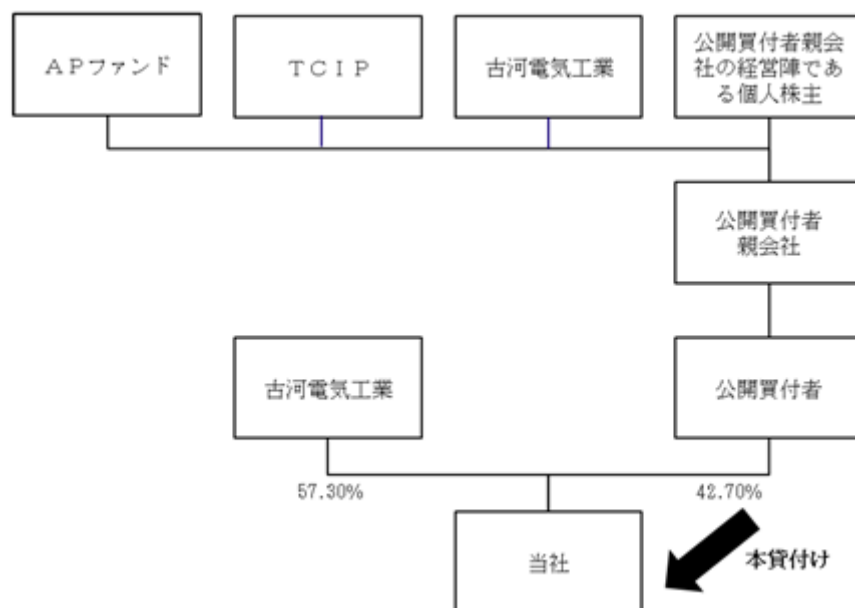 ＡＰファンド
ＴＣＩＰ
古河電気工業
公開買付者親会
社の経営陣であ
る個人株主
公開買付者
親会社
古河電気工業
公開買付者
57.30%
42.70%
当社
本貸付け